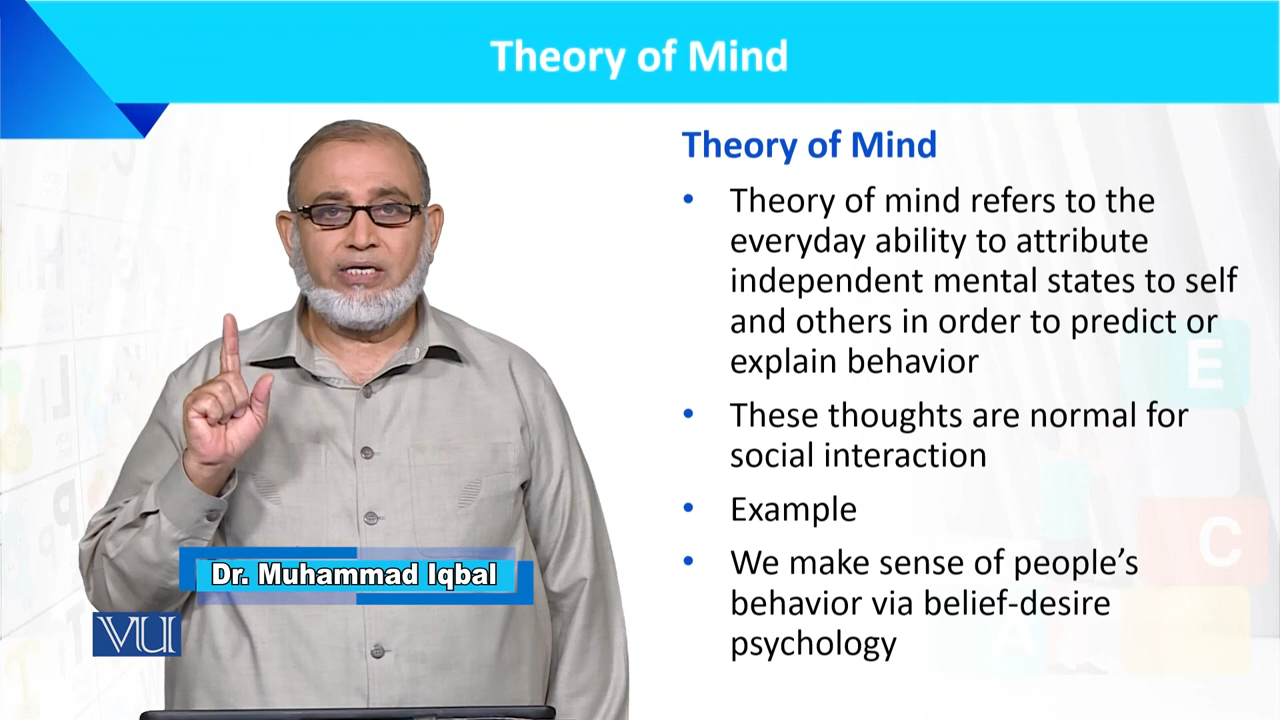 Theory of Mind
Theory of Mind
• Theory of mind refers to the
everyday ability to attribute
independent mental states to self
and others in order to predict or
explain behavior
• These thoughts are normal for
social interaction
• Example
• We make sense of people’s
behavior via belief-desire
psychology
Dr. Muhammad Iqbal
VU
E
C
A